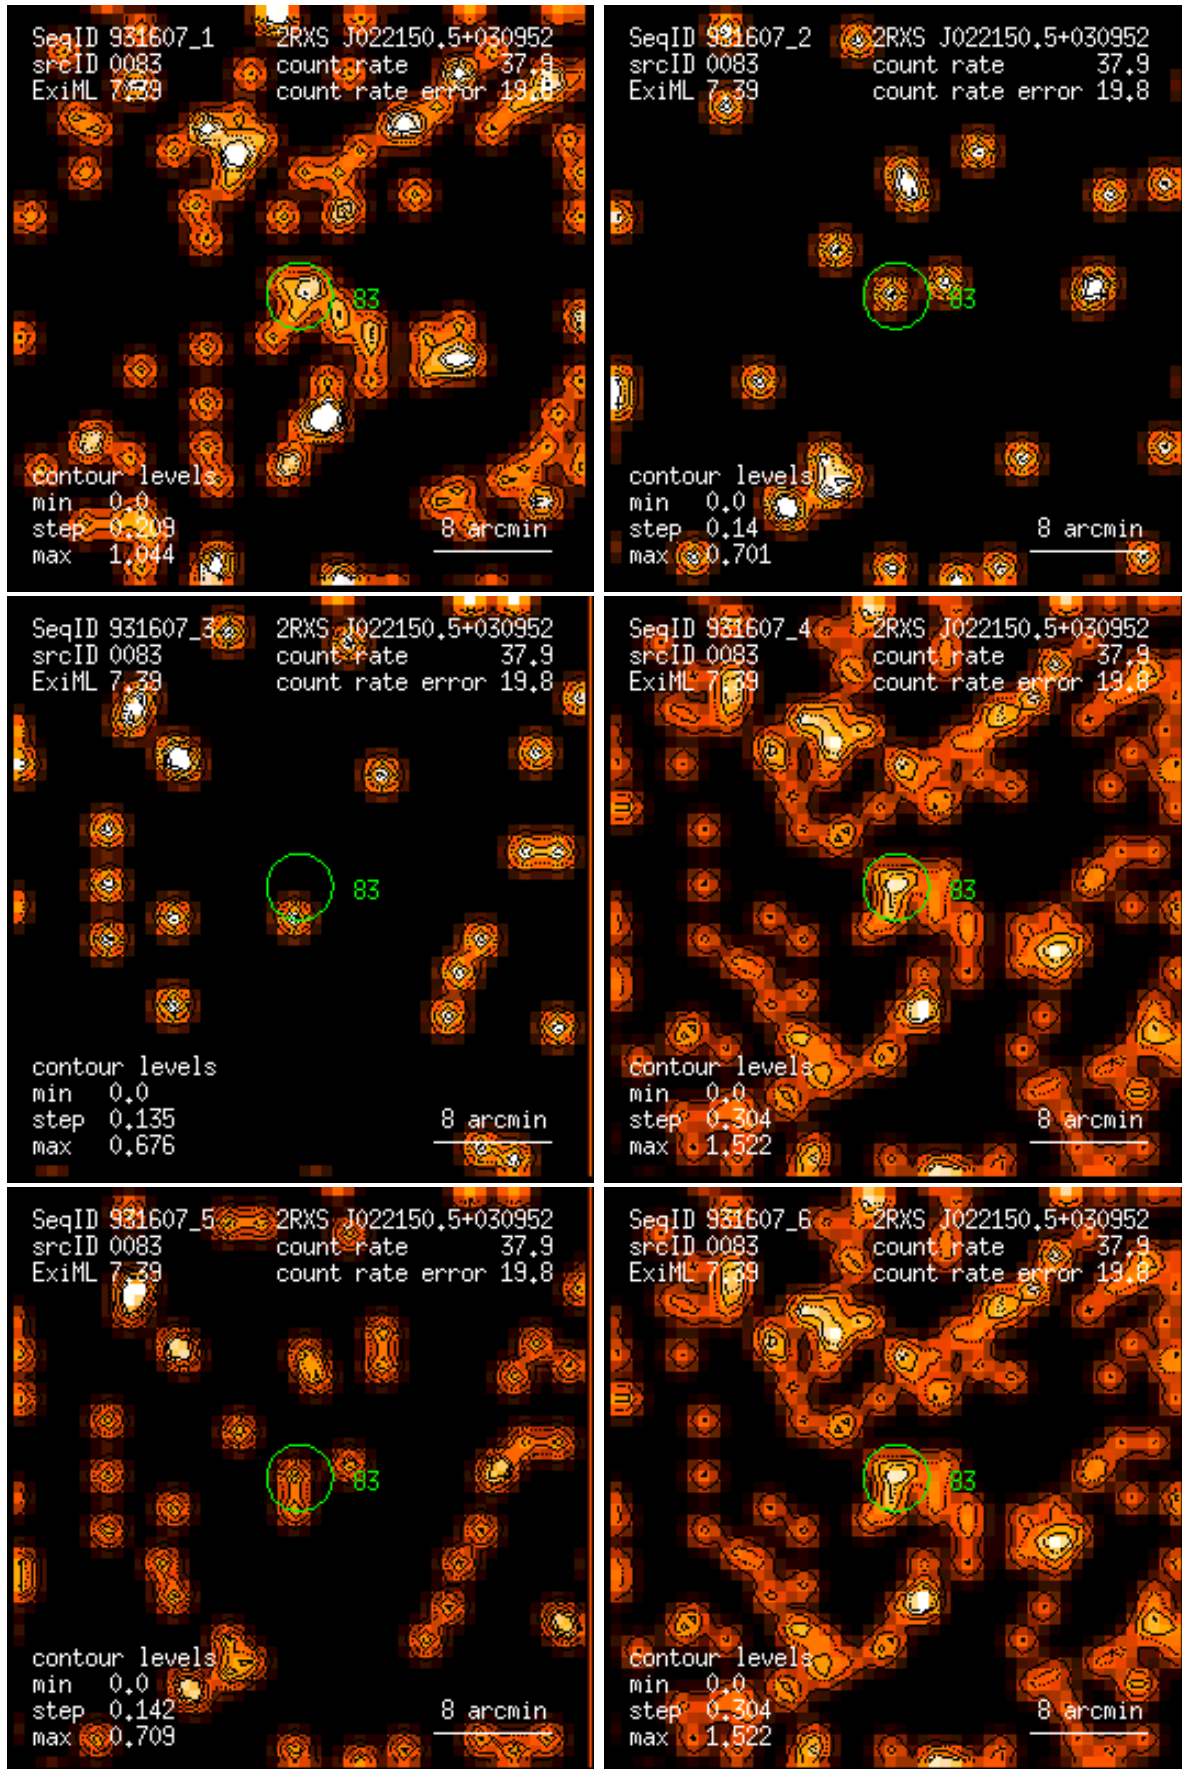 SeqID 931607_1 2RXS J022150.5+030952
srcID 0083 count rate 37.9
ExiML 7.39 count rate error 19.8
83
contour levels
min 0.0
step 0.209 8 arcmin
max 1.044
SeqID 931607_2 2RXS J022150.5+030952
srcID 0083 count rate 37.9
ExiML 7.39 count rate error 19.8
83
contour levels
min 0.0
step 0.14 8 arcmin
max 0.701
SeqID 931607_3 2RXS J022150.5+030952
srcID 0083 count rate 37.9
ExiML 7.39 count rate error 19.8
83
contour levels
min 0.0
step 0.135 8 arcmin
max 0.676
SeqID 931607_4 2RXS J022150.5+030952
srcID 0083 count rate 37.9
ExiML 7.39 count rate error 19.8
83
contour levels
min 0.0
step 0.304 8 arcmin
max 1.522
SeqID 931607_5 2RXS J022150.5+030952
srcID 0083 count rate 37.9
ExiML 7.39 count rate error 19.8
83
contour levels
min 0.0
step 0.142 8 arcmin
max 0.709
SeqID 931607_6 2RXS J022150.5+030952
srcID 0083 count rate 37.9
ExiML 7.39 count rate error 19.8
83
contour levels
min 0.0
step 0.304 8 arcmin
max 1.522